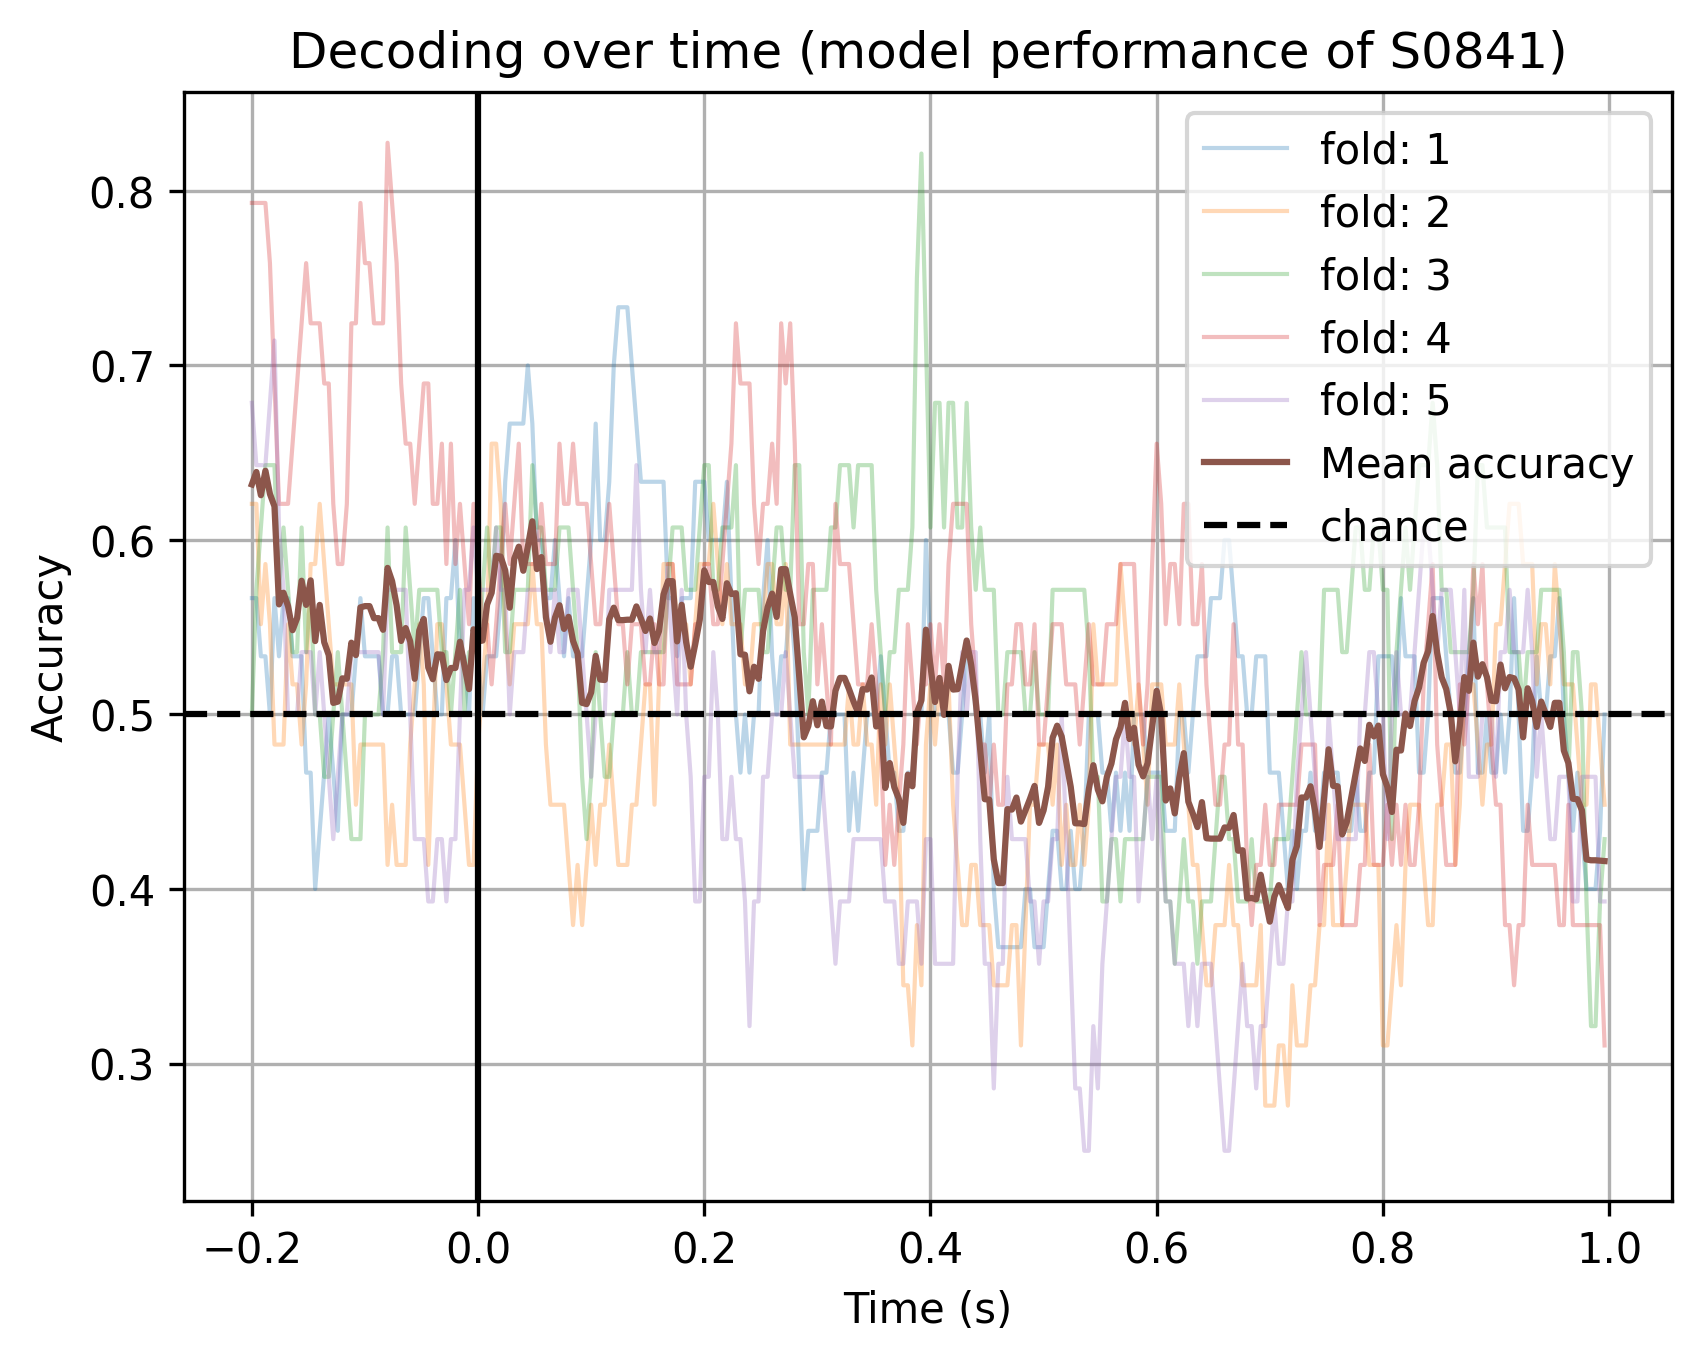 Decoding over time (model performance of S0841)
fold: 1
fold: 2
fold: 3
fold: 4
fold: 5
Mean accuracy
chance
Accuracy
0.8
0.7
0.6
0.5
0.4
0.3
−0.2 0.0 0.2 0.4 0.6 0.8 1.0
Time (s)